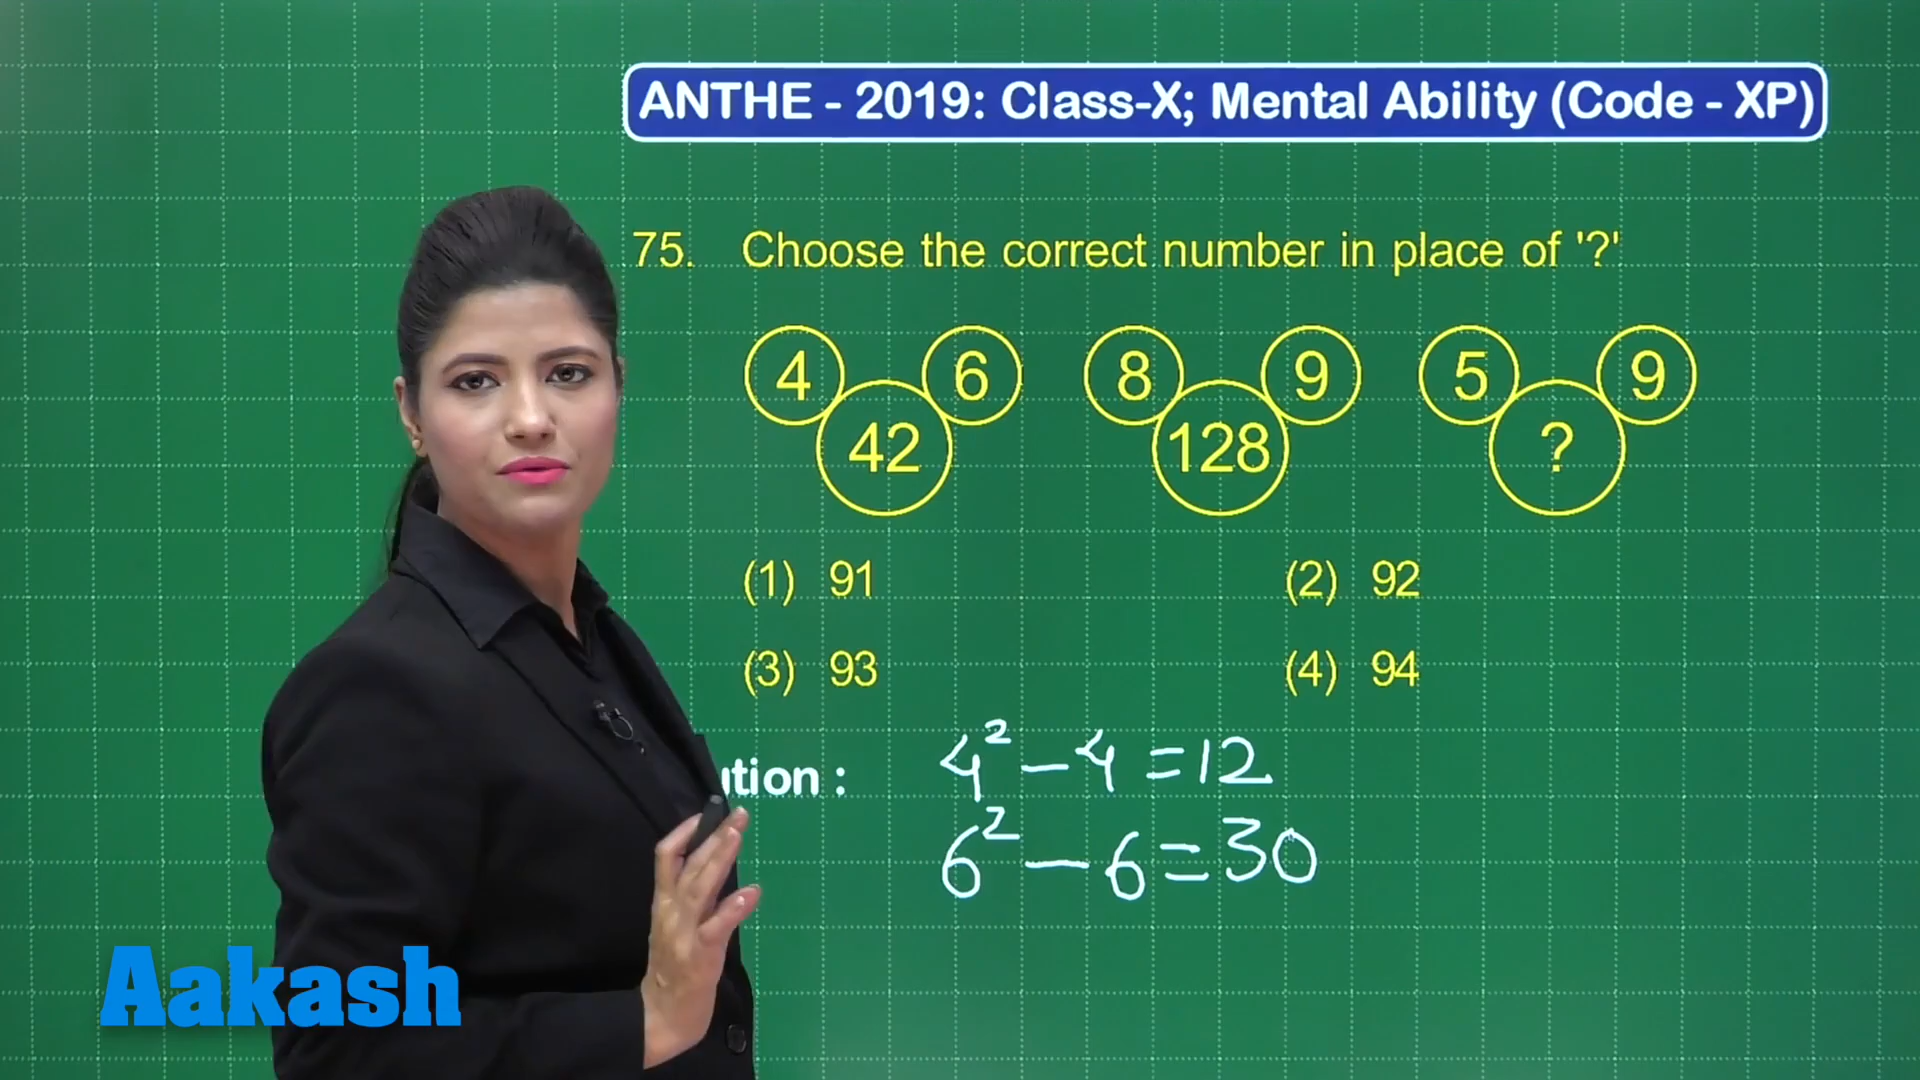 ANTHE - 2019: Class-X; Mental Ability (Code - XP)
75. Choose the correct number in place of '?'
4 6 8 9 5 9
42 128 ?
(1) 91 (2) 92
(3) 93 (4) 94
ution : 4² – 4 = 12
6² – 6 = 30
Aakash